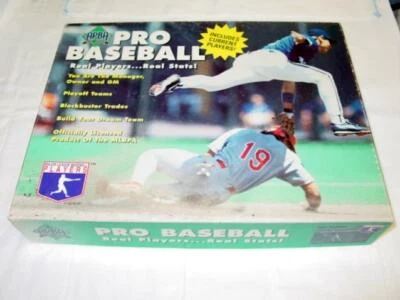 APBA
PRO
BASEBALL
Real Players...Real Stats!
INCLUDES
CURRENT
PLAYERS!
You Are The Manager,
Owner and GM
Playoff Teams
Blockbuster Trades
Build Your Dream Team
Officially Licensed
Product Of The MLBPA
PLAYERS
19
PRO BASEBALL
Real Players...Real Stats!